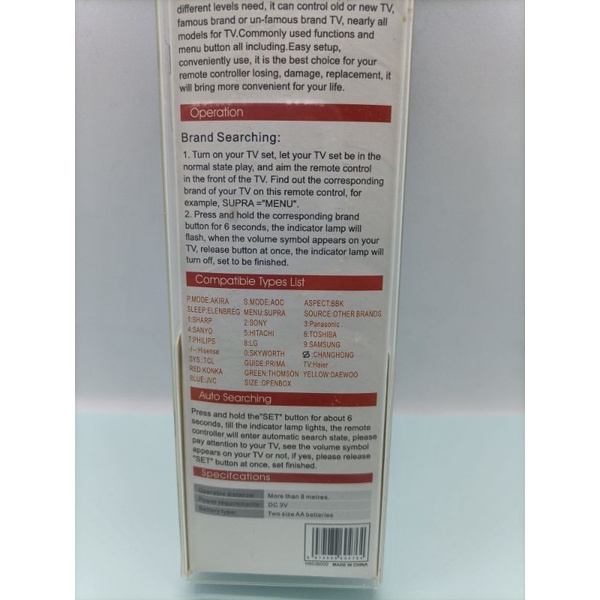 different levels need, it can control old or new TV,
famous brand or un-famous brand TV, nearly all
models for TV.Commonly used functions and
menu button all including.Easy setup,
conveniently use, it is the best choice for your
remote controller losing, damage, replacement, it
will bring more convenient for your life.
Operation
Brand Searching:
1. Turn on your TV set, let your TV set be in the
normal state play, and aim the remote control
in the front of the TV. Find out the corresponding
brand of your TV on this remote control, for
example, SUPRA ="MENU".
2. Press and hold the corresponding brand
button for 6 seconds, the indicator lamp will
flash, when the volume symbol appears on your
TV, release button at once, the indicator lamp will
turn off, set to be finished.
Compatible Types List
P.MODE:AKIRA S.MODE:AOC ASPECT:BBK
SLEEP:ELENBREG MENU:SUPRA SOURCE:OTHER BRANDS
1:SHARP 2:SONY 3:Panasonic
4:SANYO 5:HITACHI 6:TOSHIBA
7:PHILIPS 8:LG 9:SAMSUNG
-/--:Hisense 0:SKYWORTH :CHANGHONG
SYS.:TCL GUIDE:PRIMA TV:Haier
RED:KONKA GREEN:THOMSON YELLOW:DAEWOO
BLUE:JVC SIZE:OPENBOX
Auto Searching
Press and hold the"SET" button for about 6
seconds, till the indicator lamp lights, the remote
controller will enter automatic search state, please
pay attention to your TV, see the volume symbol
appears on your TV or not, if yes, please release
"SET" button at once, set finished.
Specifcations
Operable distance: More than 8 metres.
Power requirements: DC 3V
Battery type: Two size AA batteries
MADE IN CHINA